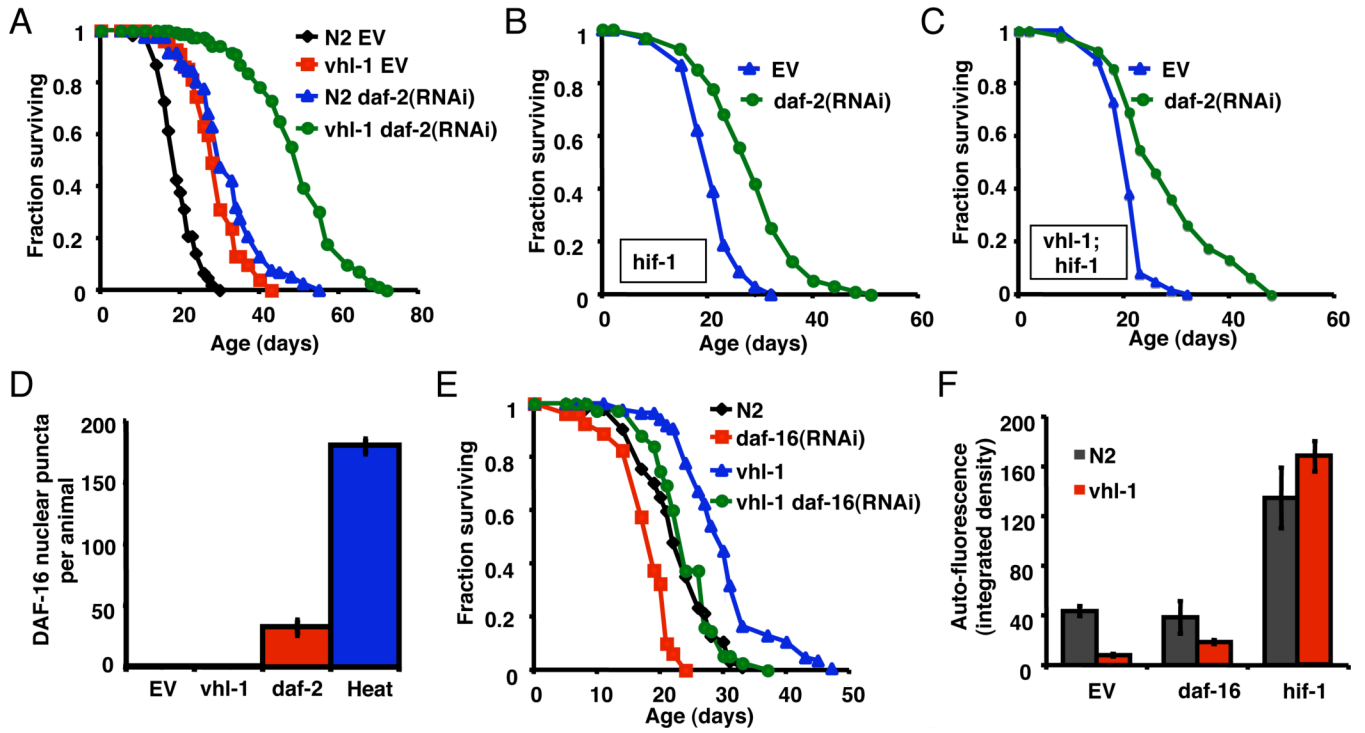 A
1
0.8
0.6
0.4
0.2
0
Fraction surviving
0 20 40 60 80
Age (days)
N2 EV
vhl-1 EV
N2 daf-2(RNAi)
vhl-1 daf-2(RNAi)
B
1
0.8
0.6
0.4
0.2
0
Fraction surviving
0 20 40 60
Age (days)
EV
daf-2(RNAi)
hif-1
C
1
0.8
0.6
0.4
0.2
0
Fraction surviving
0 20 40 60
Age (days)
EV
daf-2(RNAi)
vhl-1;
hif-1
D
200
150
100
50
0
DAF-16 nuclear puncta
per animal
EV vhl-1 daf-2 Heat
E
1
0.8
0.6
0.4
0.2
0
Fraction surviving
0 10 20 30 40 50
Age (days)
N2
daf-16(RNAi)
vhl-1
vhl-1 daf-16(RNAi)
F
200
160
120
80
40
0
Auto-fluorescence
(integrated density)
N2
vhl-1
EV daf-16 hif-1